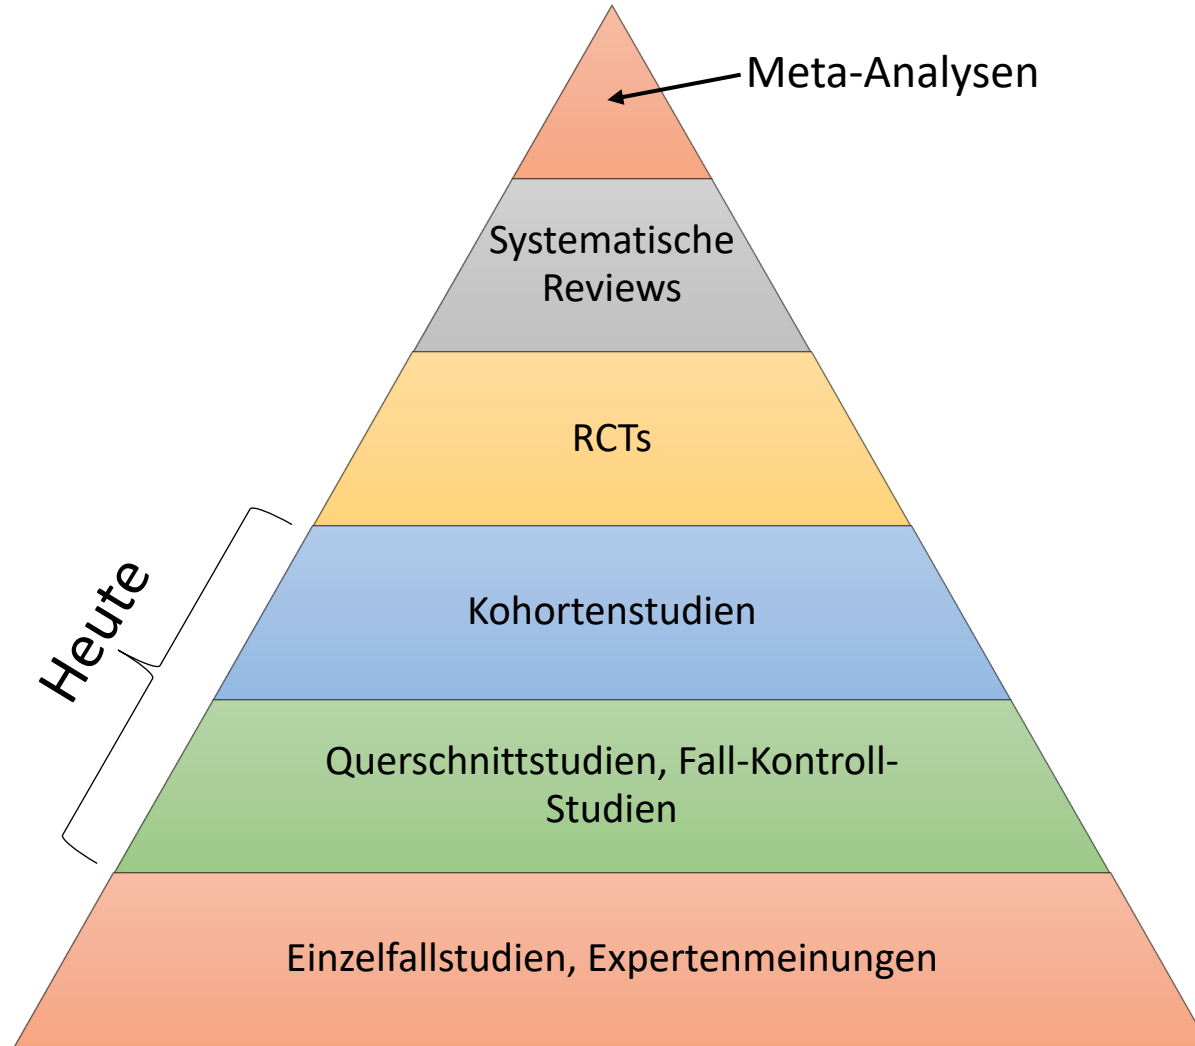 Meta-Analysen
Systematische
Reviews
RCTs
Kohortenstudien
Heute
Querschnittstudien, Fall-Kontroll-
Studien
Einzelfallstudien, Expertenmeinungen